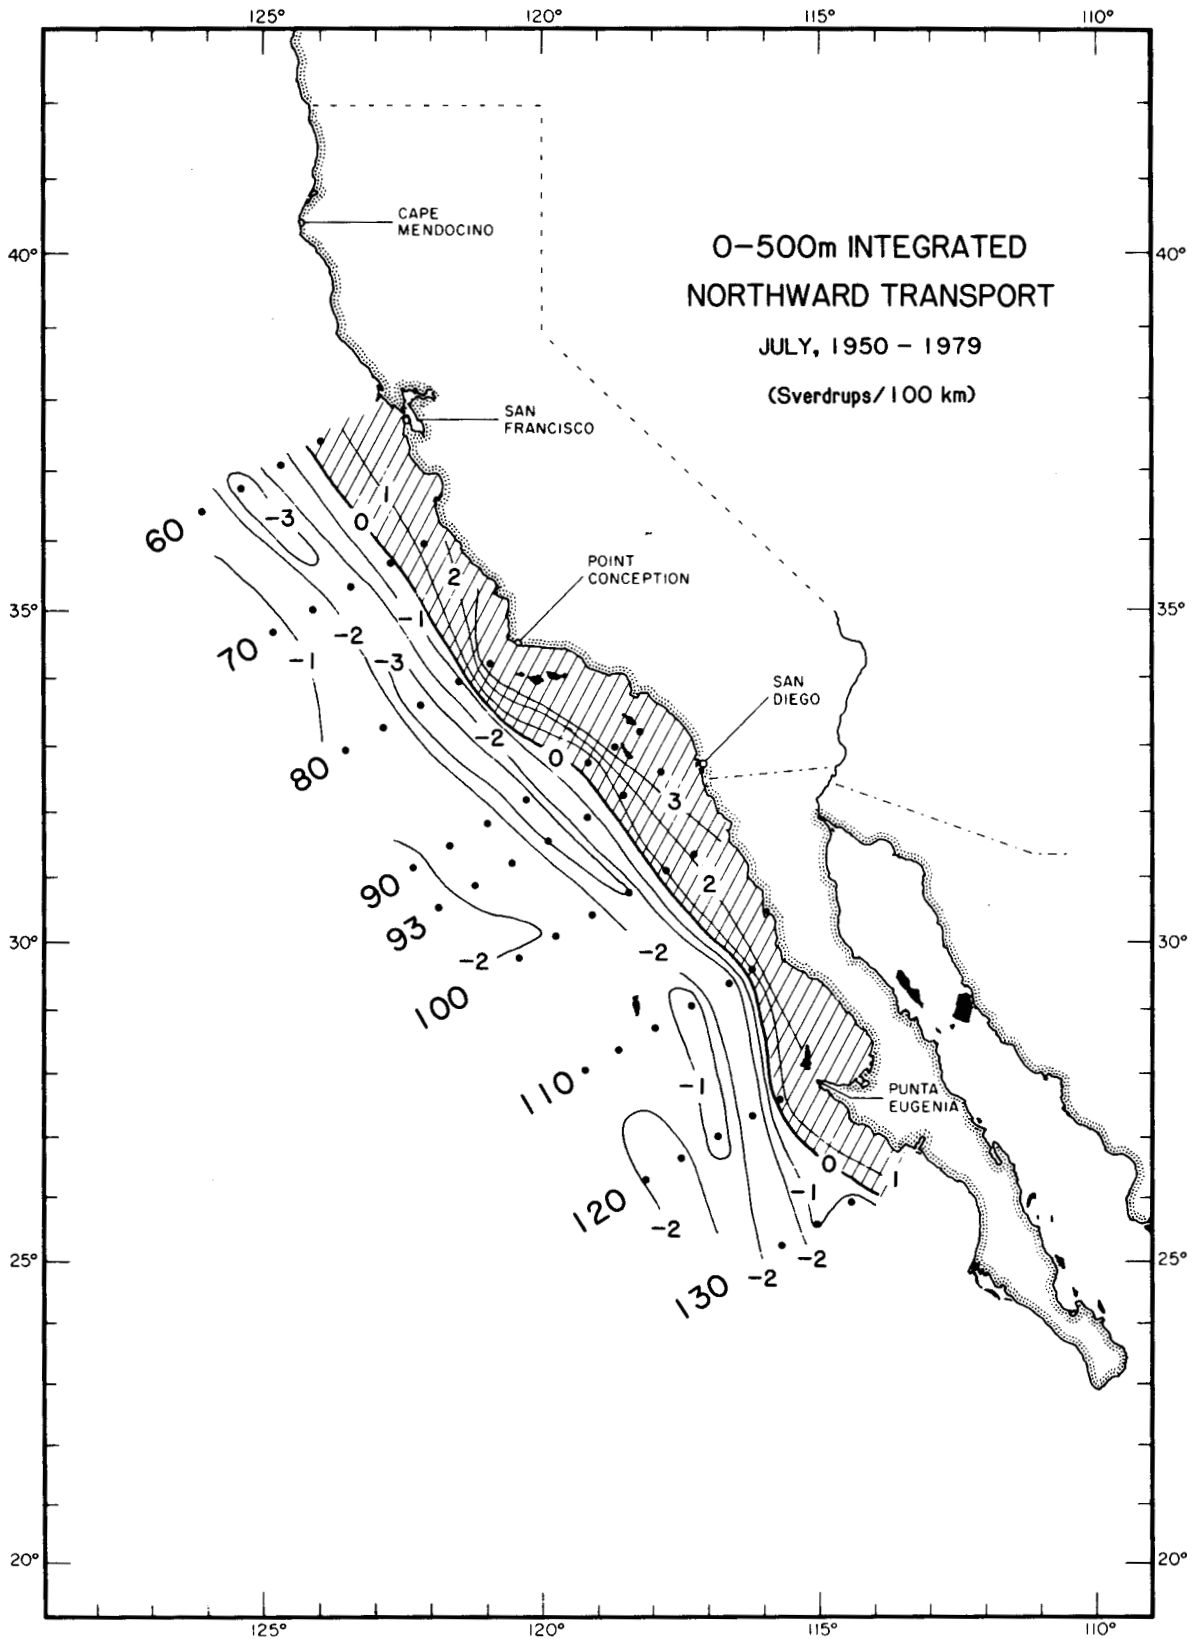 125° 120° 115° 110°
CAPE
MENDOCINO
40°
O-500m INTEGRATED
NORTHWARD TRANSPORT
JULY, 1950 - 1979
(Sverdrups/100 km)
40°
SAN
FRANCISCO
1
0
-3
60
POINT
CONCEPTION
2
35°
-1
-2
35°
70
-1
-3
SAN
DIEGO
-2
0
80
3
90
2
93
30°
-2
30°
-2
100
110
-1
PUNTA
EUGENIA
0
1
-1
120
-2
25°
-2
25°
-2
130
20°
20°
125° 120° 115° 110°